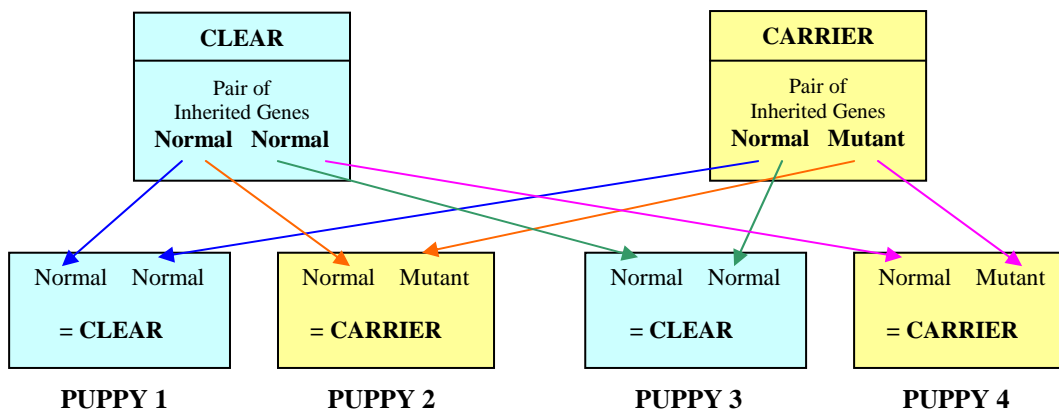 CLEAR
Pair of
Inherited Genes
Normal Normal
CARRIER
Pair of
Inherited Genes
Normal Mutant
Normal Normal
= CLEAR
Normal Mutant
= CARRIER
Normal Normal
= CLEAR
Normal Mutant
= CARRIER
PUPPY 1
PUPPY 2
PUPPY 3
PUPPY 4